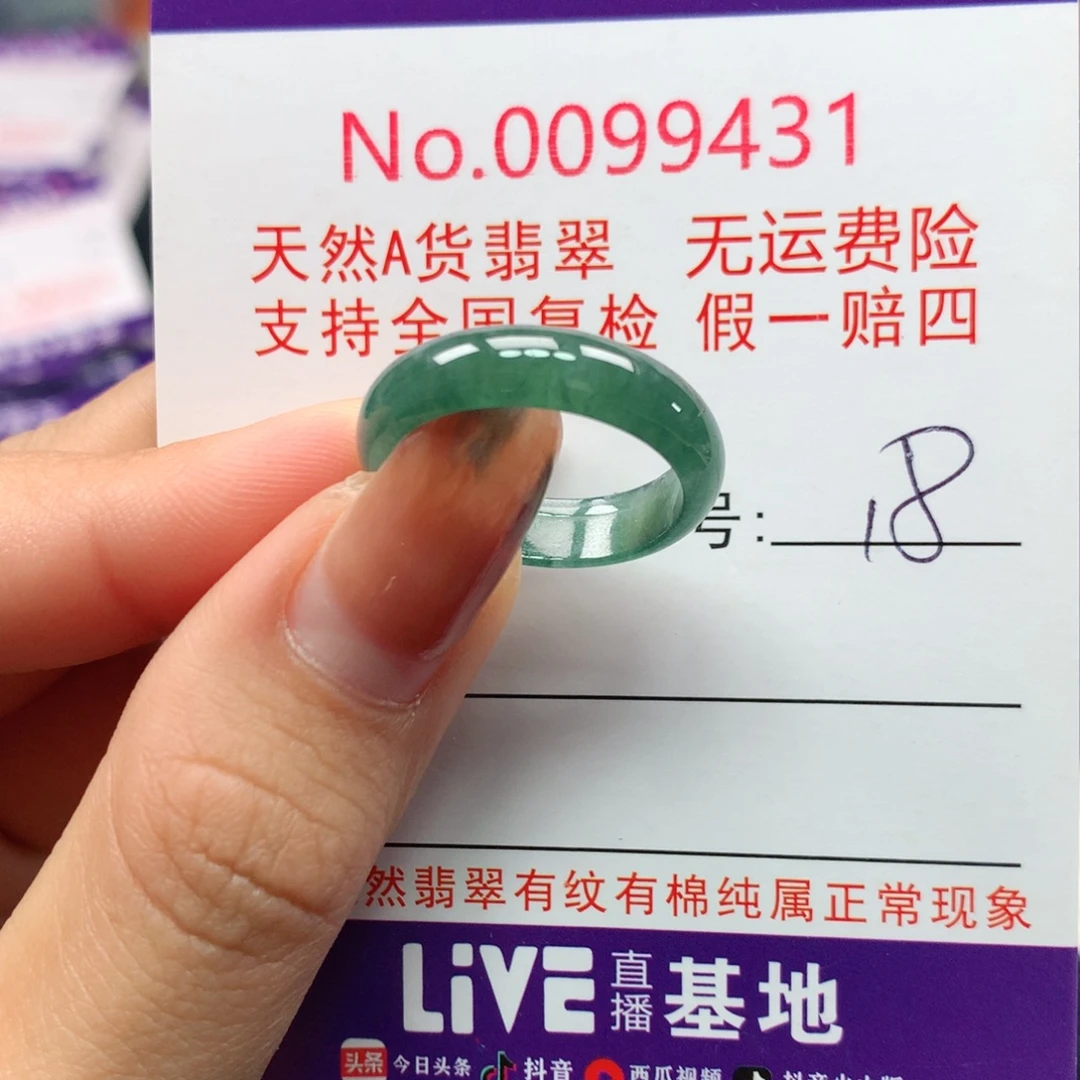 No.0099431
天然A货翡翠 无运费险
支持全国复检 假一赔四
号: 18
然翡翠有纹有棉纯属正常现象
LiVE 直播 基地
头条 今日头条 抖音 西瓜视频